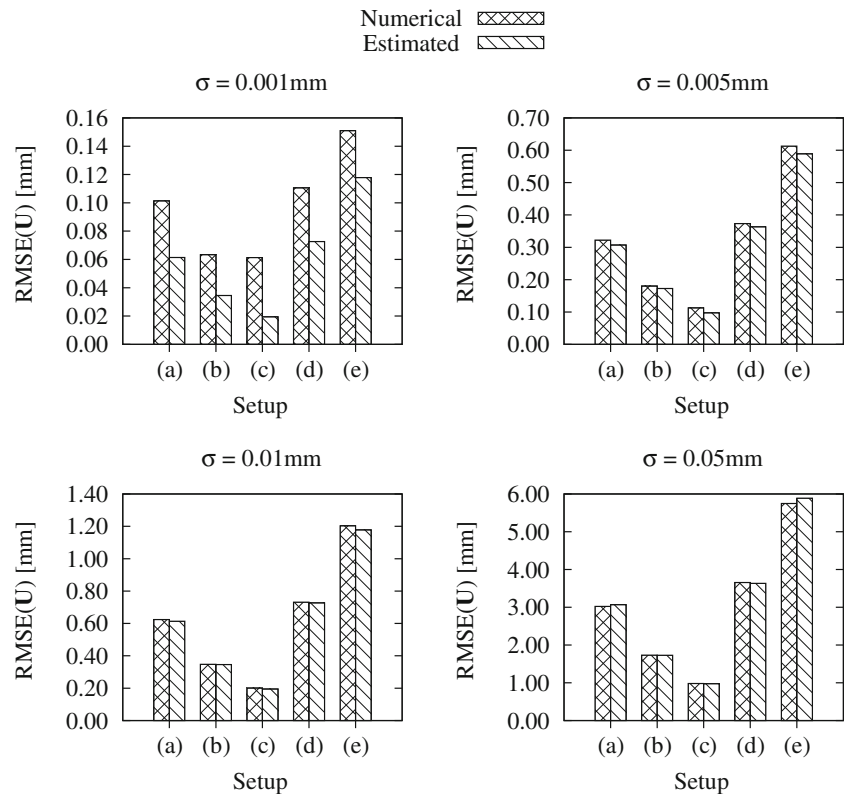 Numerical
Estimated
σ = 0.001mm
RMSE(U) [mm]
0.16
0.14
0.12
0.10
0.08
0.06
0.04
0.02
0.00
(a) (b) (c) (d) (e)
Setup
σ = 0.005mm
RMSE(U) [mm]
0.70
0.60
0.50
0.40
0.30
0.20
0.10
0.00
(a) (b) (c) (d) (e)
Setup
σ = 0.01mm
RMSE(U) [mm]
1.40
1.20
1.00
0.80
0.60
0.40
0.20
0.00
(a) (b) (c) (d) (e)
Setup
σ = 0.05mm
RMSE(U) [mm]
6.00
5.00
4.00
3.00
2.00
1.00
0.00
(a) (b) (c) (d) (e)
Setup